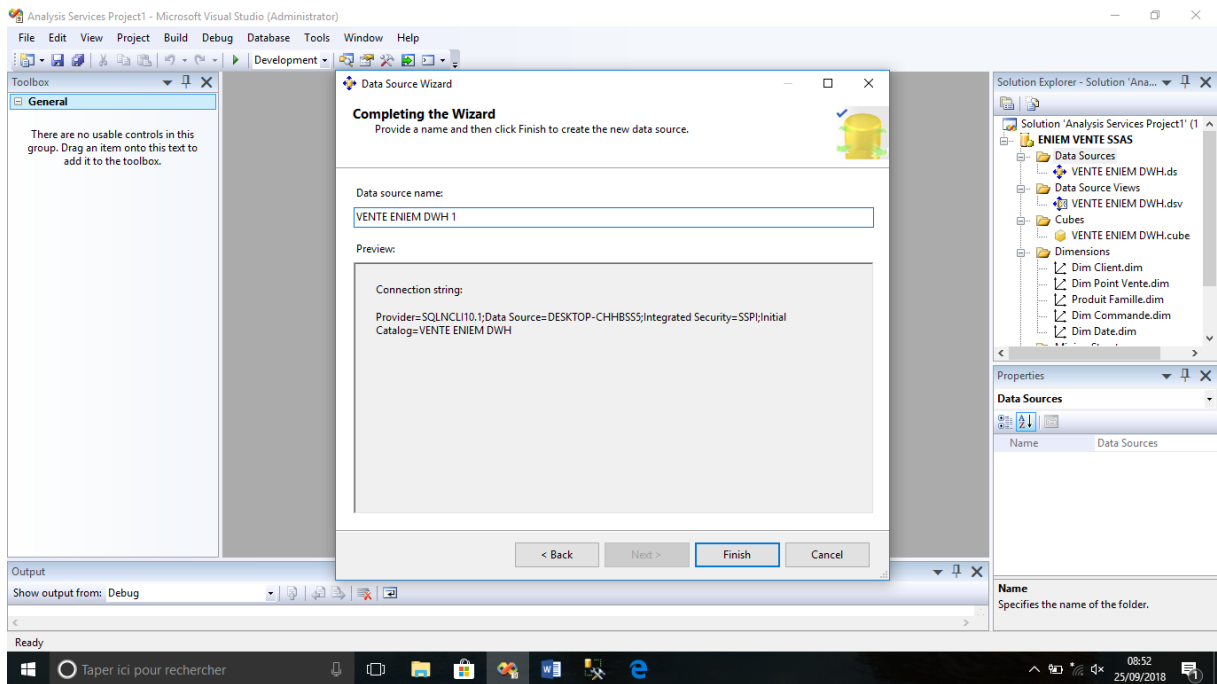 Analysis Services Project1 - Microsoft Visual Studio (Administrator)
File Edit View Project Build Debug Database Tools Window Help
Development
Toolbox
General
There are no usable controls in this
group. Drag an item onto this text to
add it to the toolbox.
Data Source Wizard
Completing the Wizard
Provide a name and then click Finish to create the new data source.
Data source name:
VENTE ENIEM DWH 1
Preview:
Connection string:
Provider=SQLNCLI10.1;Data Source=DESKTOP-CHHBSS5;Integrated Security=SSPI;Initial
Catalog=VENTE ENIEM DWH
< Back Next > Finish Cancel
Solution Explorer - Solution 'Ana...
Solution 'Analysis Services Project1' (1
ENIEM VENTE SSAS
Data Sources
VENTE ENIEM DWH.ds
Data Source Views
VENTE ENIEM DWH.dsv
Cubes
VENTE ENIEM DWH.cube
Dimensions
Dim Client.dim
Dim Point Vente.dim
Produit Famille.dim
Dim Commande.dim
Dim Date.dim
Properties
Data Sources
Name Data Sources
Name
Specifies the name of the folder.
Output
Show output from: Debug
Ready
Taper ici pour rechercher
08:52
25/09/2018